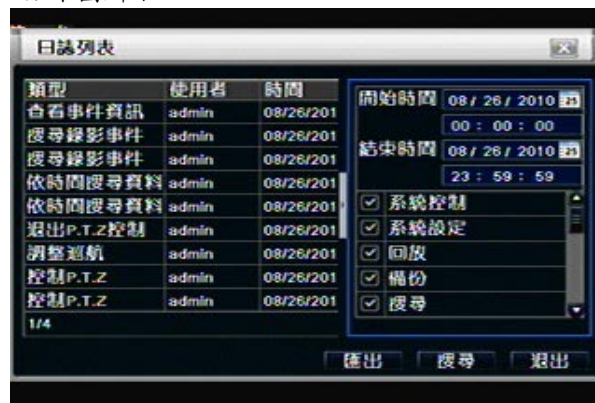 日誌列表
類型 使用者 時間
查看事件資訊 admin 08/26/201
搜尋錄影事件 admin 08/26/201
搜尋錄影事件 admin 08/26/201
依時間搜尋資料 admin 08/26/201
依時間搜尋資料 admin 08/26/201
退出P.T.Z控制 admin 08/26/201
調整巡航 admin 08/26/201
控制P.T.Z admin 08/26/201
控制P.T.Z admin 08/26/201
1/4
開始時間 08/ 26/ 2010
00 : 00 : 00
結束時間 08/ 26/ 2010
23 : 59 : 59
系統控制
系統設定
回放
備份
搜尋
匯出 搜尋 退出